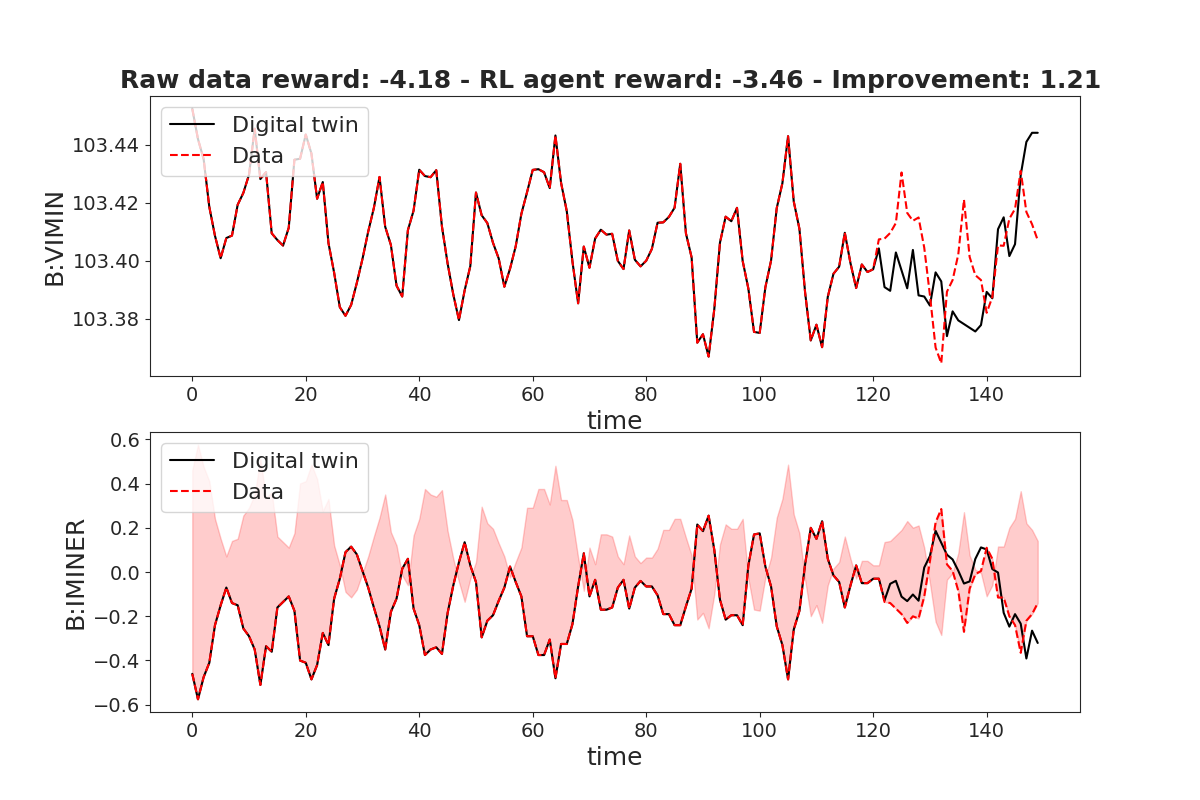 Raw data reward: -4.18 - RL agent reward: -3.46 - Improvement: 1.21
Digital twin
Data
B:VIMIN
103.44
103.42
103.40
103.38
0 20 40 60 80 100 120 140
time
Digital twin
Data
B:IMINER
0.6
0.4
0.2
0.0
−0.2
−0.4
−0.6
0 20 40 60 80 100 120 140
time